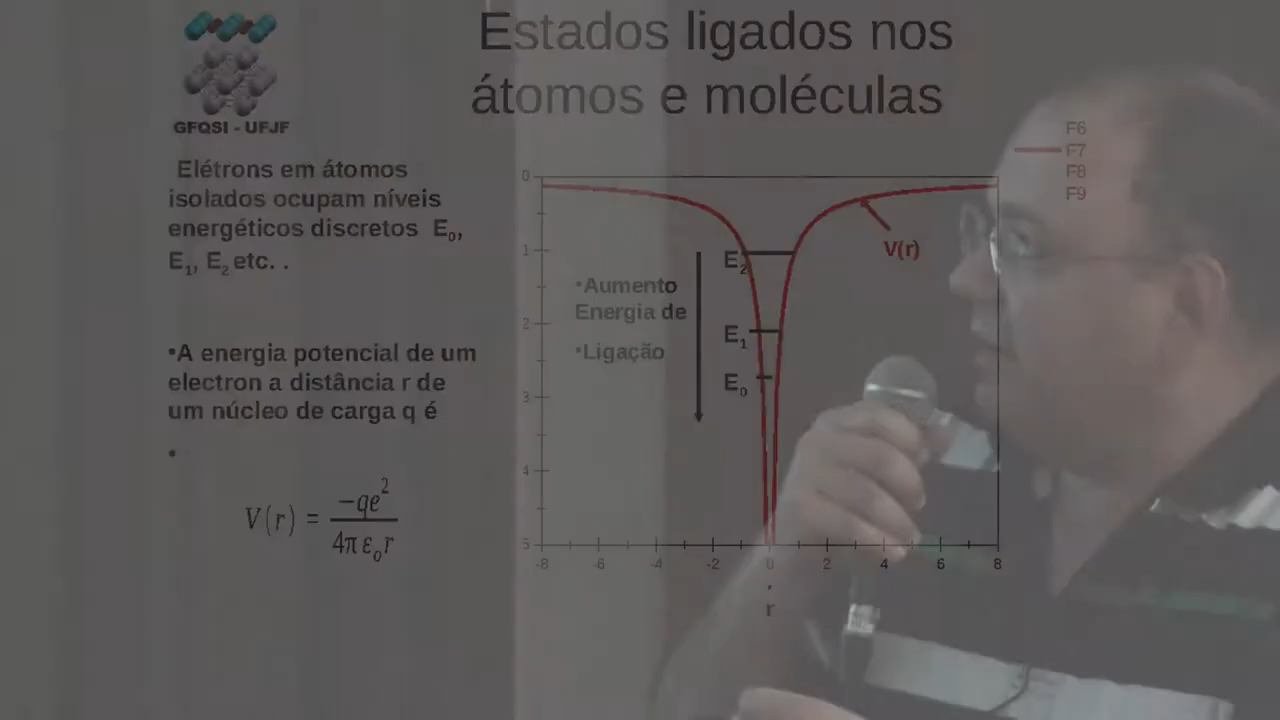 Estados ligados nos
átomos e moléculas
GFQSI - UFJF
Elétrons em átomos
isolados ocupam níveis
energéticos discretos E₀,
E₁, E₂ etc. .
•A energia potencial de um
electron a distância r de
um núcleo de carga q é
•
V(r) = −qe² / 4π ε₀r
F6
F7
F8
F9
0
1
2
3
4
5
-8 -6 -4 -2 0 2 4 6 8
V(r)
E₂
•Aumento
Energia de
•Ligação
E₁
E₀
r